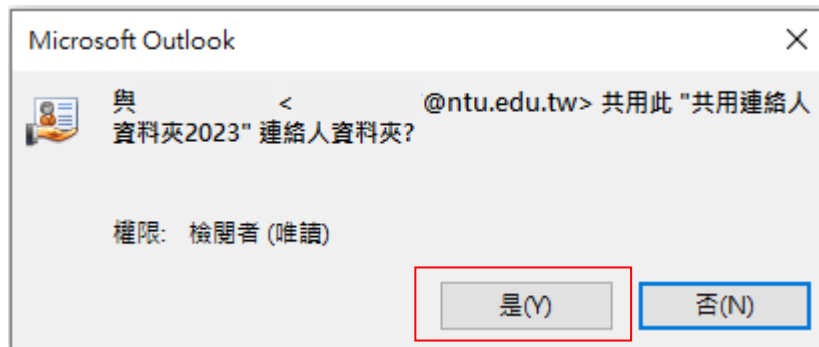 Microsoft Outlook
與 < @ntu.edu.tw> 共用此 "共用連絡人
資料夾2023" 連絡人資料夾?
權限: 檢閱者 (唯讀)
是(Y) 否(N)